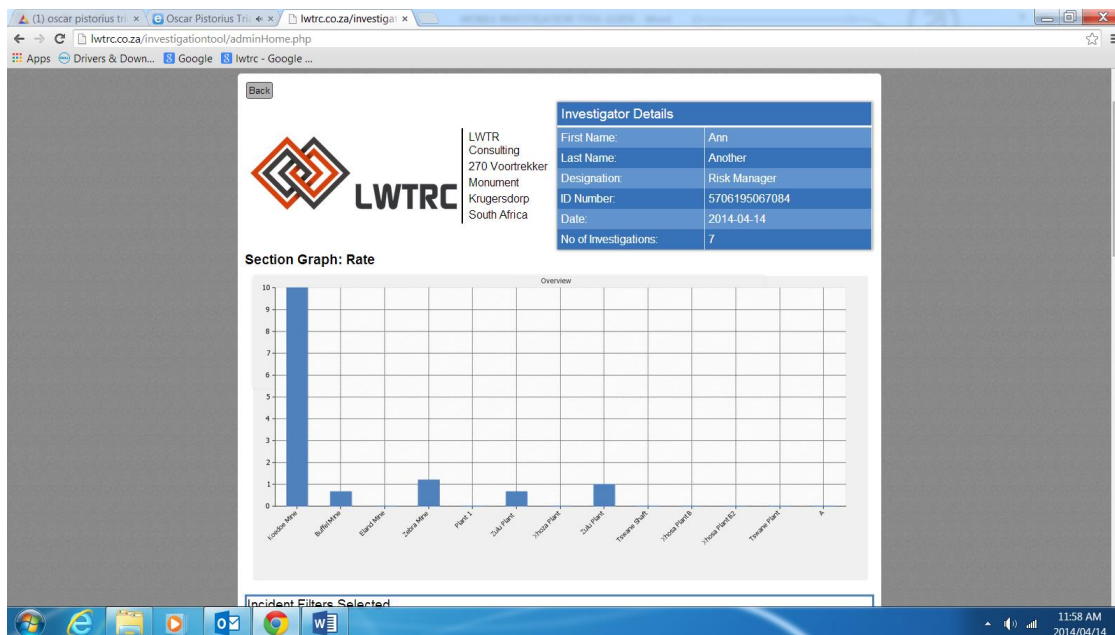 (1) oscar pistorius tri
Oscar Pistorius Tria
lwtrc.co.za/investigat
lwtrc.co.za/investigationtool/adminHome.php
Apps
Drivers & Down...
Google
lwtrc - Google ...
Back
LWTRC
LWTR
Consulting
270 Voortrekker
Monument
Krugersdorp
South Africa
Investigator Details
First Name: Ann
Last Name: Another
Designation: Risk Manager
ID Number: 5706195067084
Date: 2014-04-14
No of Investigations: 7
Section Graph: Rate
Overview
10
9
8
7
6
5
4
3
2
1
0
Koedoe Mine
Buffel Mine
Eland Mine
Zebra Mine
Plant 1
Zulu Plant
Xhoza Plant
Zulu Plant
Tswane Shaft
Xhosa Plant B
Xhosa Plant B2
Tswane Plant
A
Incident Filters Selected
11:58 AM
2014/04/14